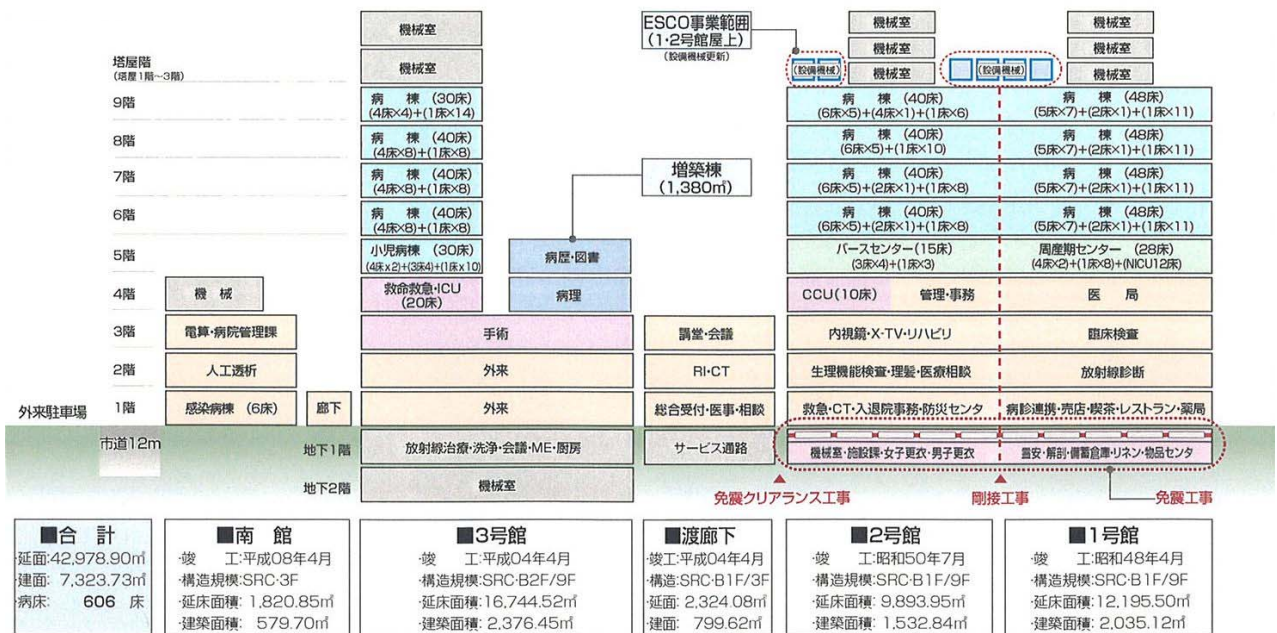 機械室
機械室
ESCO事業範囲
(1・2号館屋上)
(設備機械更新)
機械室
機械室
(設備機械)
機械室
(設備機械)
機械室
機械室
機械室
塔屋階
(塔屋1階~3階)
9階
病 棟 (30床)
(4床×4)+(1床×14)
病 棟 (40床)
(6床×5)+(4床×1)+(1床×6)
病 棟 (48床)
(5床×7)+(2床×1)+(1床×11)
8階
病 棟 (40床)
(4床×8)+(1床×8)
病 棟 (40床)
(6床×5)+(1床×10)
病 棟 (48床)
(5床×7)+(2床×1)+(1床×11)
7階
病 棟 (40床)
(4床×8)+(1床×8)
増築棟
(1,380㎡)
病 棟 (40床)
(6床×5)+(2床×1)+(1床×8)
病 棟 (48床)
(5床×7)+(2床×1)+(1床×11)
6階
病 棟 (40床)
(4床×8)+(1床×8)
病 棟 (40床)
(6床×5)+(2床×1)+(1床×8)
病 棟 (48床)
(5床×7)+(2床×1)+(1床×11)
5階
小児病棟 (30床)
(4床x2)+(3床4)+(1床x10)
病歴・図書
バースセンター(15床)
(3床×4)+(1床×3)
周産期センター (28床)
(4床×2)+(1床×8)+(NICU12床)
4階
機 械
救命救急・ICU
(20床)
病理
CCU(10床)
管理・事務
医 局
3階
電算・病院管理課
手術
講堂・会議
内視鏡・X-TV・リハビリ
臨床検査
2階
人工透析
外来
RI・CT
生理機能検査・理髪・医療相談
放射線診断
外来駐車場
1階
感染病棟 (6床)
廊下
外来
総合受付・医事・相談
救急・CT・入退院事務・防災センタ
病診連携・売店・喫茶・レストラン・薬局
市道12m
地下1階
放射線治療・洗浄・会議・ME・厨房
サービス通路
機械室・施設課・女子更衣・男子更衣
霊安・解剖・備蓄倉庫・リネン・物品センタ
地下2階
機械室
免震クリアランス工事
剛接工事
免震工事
■合 計
・延面:42,978.90㎡
・建面: 7,323.73㎡
・病床: 606 床
■南 館
・竣 工:平成08年4月
・構造規模:SRC・3F
・延床面積: 1,820.85㎡
・建築面積: 579.70㎡
■3号館
・竣 工:平成04年4月
・構造規模:SRC・B2F/9F
・延床面積:16,744.52㎡
・建築面積: 2,376.45㎡
■渡廊下
・竣工:平成04年4月
・構造:SRC・B1F/3F
・延面: 2,324.08㎡
・建面: 799.62㎡
■2号館
・竣 工:昭和50年7月
・構造規模:SRC・B1F/9F
・延床面積: 9,893.95㎡
・建築面積: 1,532.84㎡
■1号館
・竣 工:昭和48年4月
・構造規模:SRC・B1F/9F
・延床面積:12,195.50㎡
・建築面積: 2,035.12㎡